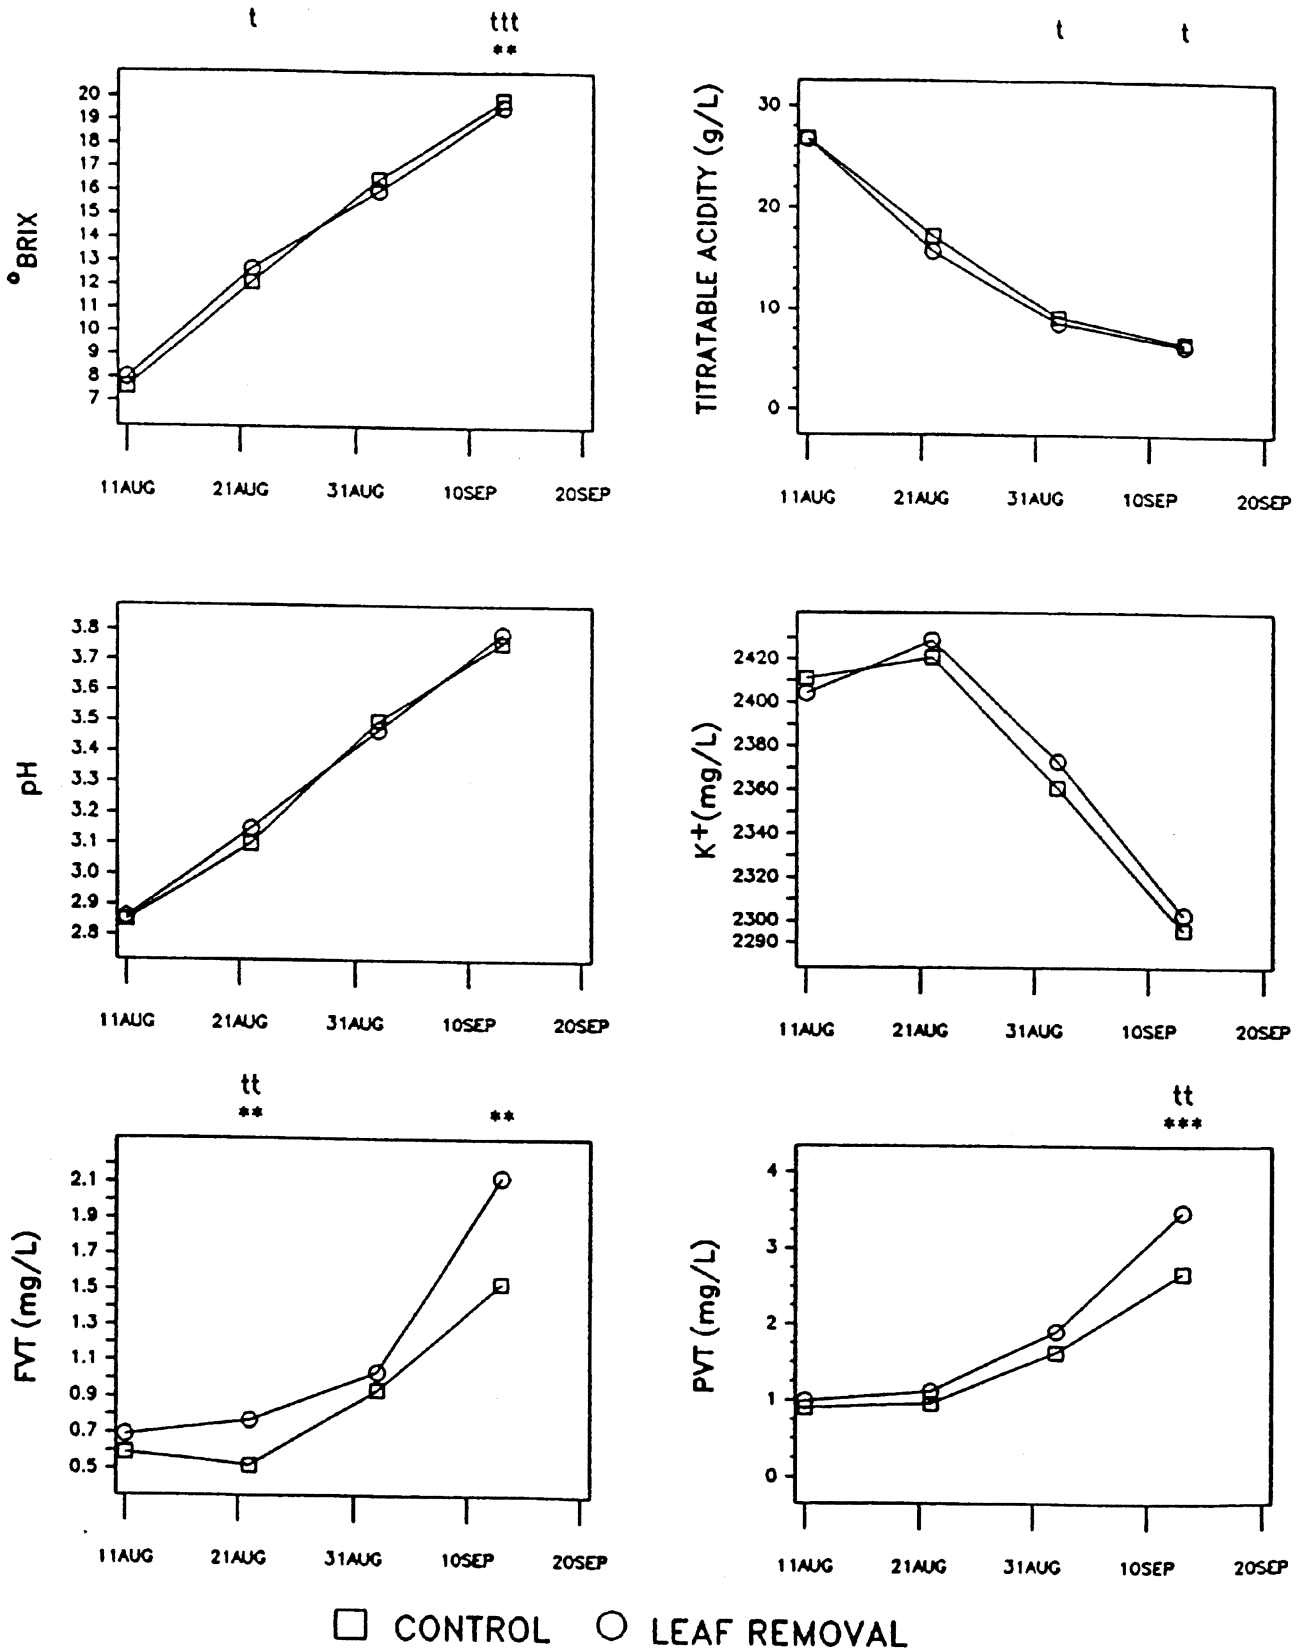 t
ttt
**
20
19
18
17
16
15
14
13
12
11
10
9
8
7
°BRIX
11AUG 21AUG 31AUG 10SEP 20SEP
t
t
30
20
10
0
TITRATABLE ACIDITY (g/L)
11AUG 21AUG 31AUG 10SEP 20SEP
3.8
3.7
3.6
3.5
3.4
3.3
3.2
3.1
3.0
2.9
2.8
pH
11AUG 21AUG 31AUG 10SEP 20SEP
2420
2400
2380
2360
2340
2320
2300
2290
K+(mg/L)
11AUG 21AUG 31AUG 10SEP 20SEP
tt
**
**
2.1
1.9
1.7
1.5
1.3
1.1
0.9
0.7
0.5
FVT (mg/L)
11AUG 21AUG 31AUG 10SEP 20SEP
tt
***
4
3
2
1
0
PVT (mg/L)
11AUG 21AUG 31AUG 10SEP 20SEP
CONTROL LEAF REMOVAL